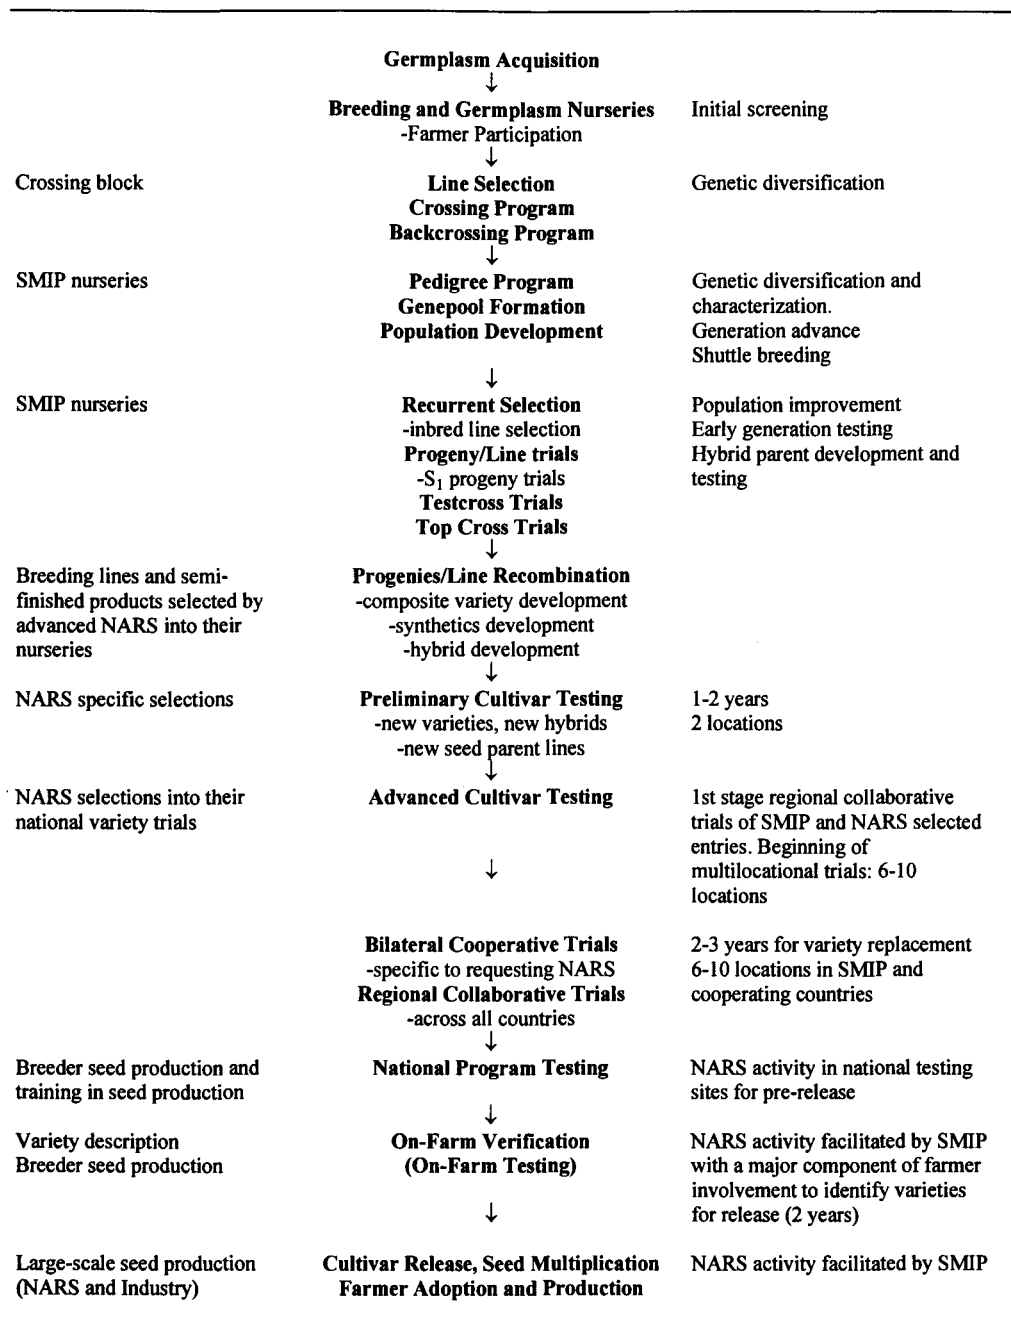 Germplasm Acquisition
↓
Breeding and Germplasm Nurseries
-Farmer Participation
Initial screening
↓
Crossing block
Line Selection
Crossing Program
Backcrossing Program
Genetic diversification
↓
SMIP nurseries
Pedigree Program
Genepool Formation
Population Development
Genetic diversification and
characterization.
Generation advance
Shuttle breeding
↓
SMIP nurseries
Recurrent Selection
-inbred line selection
Progeny/Line trials
-S₁ progeny trials
Testcross Trials
Top Cross Trials
Population improvement
Early generation testing
Hybrid parent development and
testing
↓
Breeding lines and semi-
finished products selected by
advanced NARS into their
nurseries
Progenies/Line Recombination
-composite variety development
-synthetics development
-hybrid development
↓
NARS specific selections
Preliminary Cultivar Testing
-new varieties, new hybrids
-new seed parent lines
1-2 years
2 locations
↓
NARS selections into their
national variety trials
Advanced Cultivar Testing
1st stage regional collaborative
trials of SMIP and NARS selected
entries. Beginning of
multilocational trials: 6-10
locations
↓
Bilateral Cooperative Trials
-specific to requesting NARS
Regional Collaborative Trials
-across all countries
2-3 years for variety replacement
6-10 locations in SMIP and
cooperating countries
↓
Breeder seed production and
training in seed production
National Program Testing
NARS activity in national testing
sites for pre-release
↓
Variety description
Breeder seed production
On-Farm Verification
(On-Farm Testing)
NARS activity facilitated by SMIP
with a major component of farmer
involvement to identify varieties
for release (2 years)
↓
Large-scale seed production
(NARS and Industry)
Cultivar Release, Seed Multiplication
Farmer Adoption and Production
NARS activity facilitated by SMIP